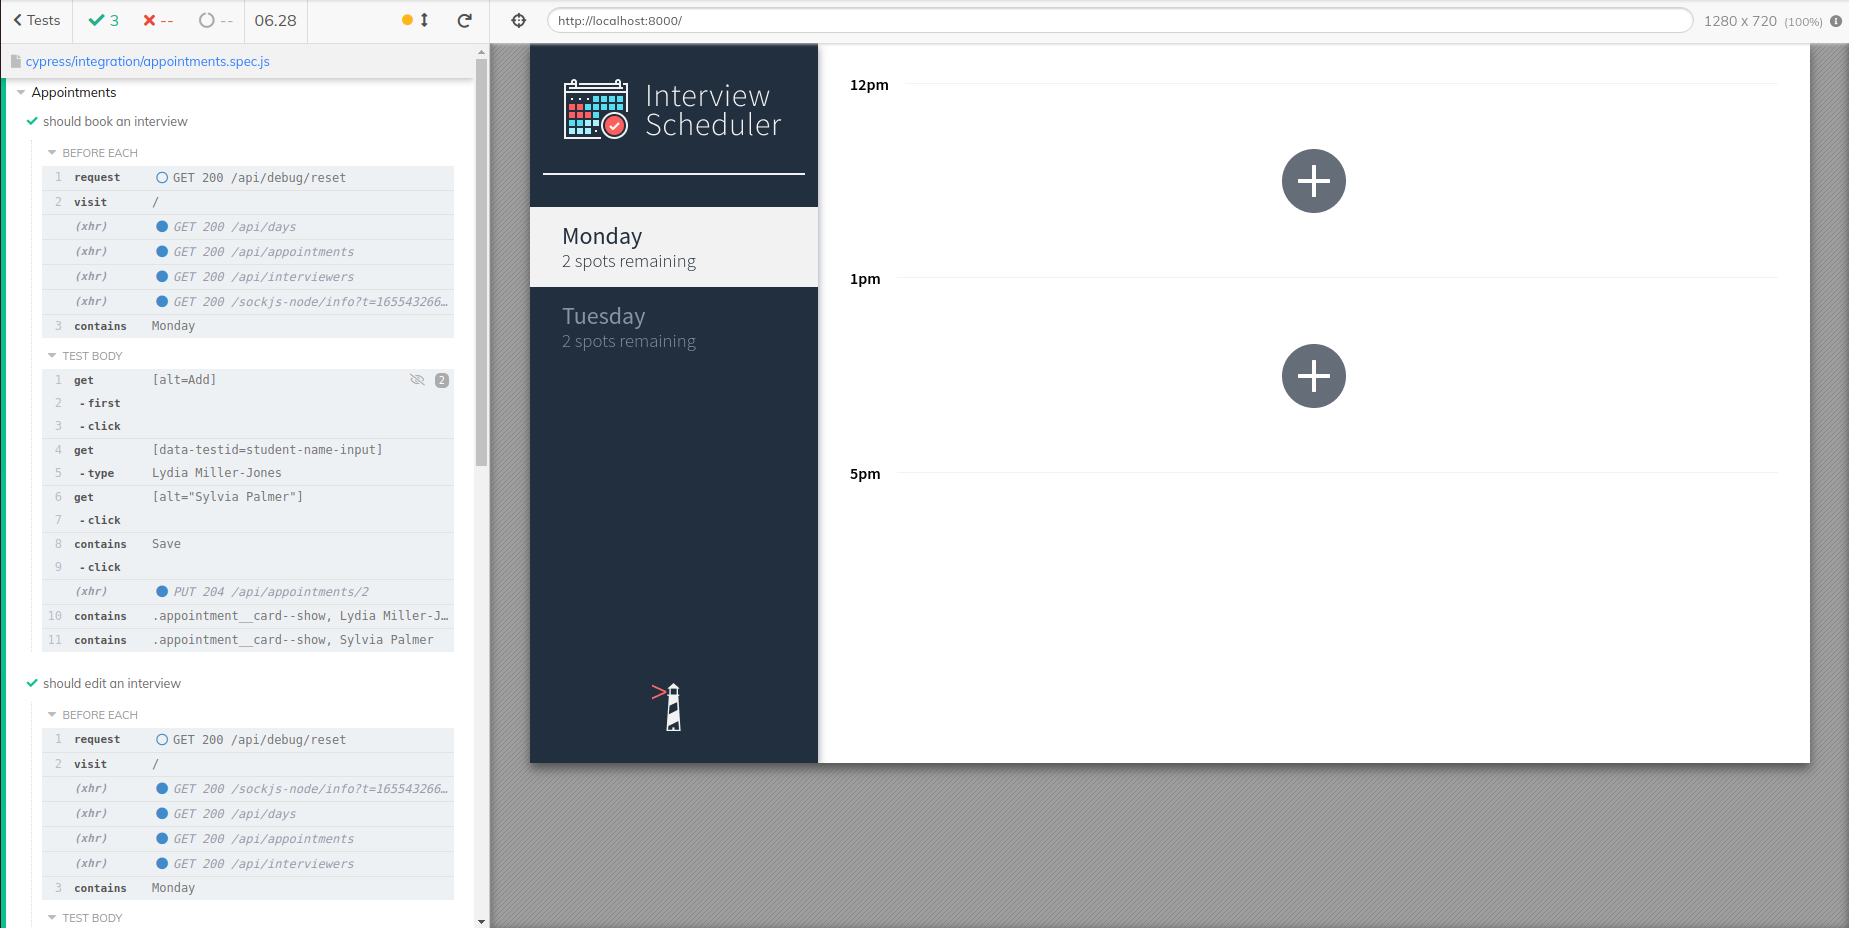 Tests
3
--
--
06.28
http://localhost:8000/
1280 x 720 (100%)
cypress/integration/appointments.spec.js
Appointments
should book an interview
BEFORE EACH
1 request GET 200 /api/debug/reset
2 visit /
(xhr) GET 200 /api/days
(xhr) GET 200 /api/appointments
(xhr) GET 200 /api/interviewers
(xhr) GET 200 /sockjs-node/info?t=165543266…
3 contains Monday
TEST BODY
1 get [alt=Add] 2
2 - first
3 - click
4 get [data-testid=student-name-input]
5 - type Lydia Miller-Jones
6 get [alt="Sylvia Palmer"]
7 - click
8 contains Save
9 - click
(xhr) PUT 204 /api/appointments/2
10 contains .appointment__card--show, Lydia Miller-J…
11 contains .appointment__card--show, Sylvia Palmer
should edit an interview
BEFORE EACH
1 request GET 200 /api/debug/reset
2 visit /
(xhr) GET 200 /sockjs-node/info?t=165543266…
(xhr) GET 200 /api/days
(xhr) GET 200 /api/appointments
(xhr) GET 200 /api/interviewers
3 contains Monday
TEST BODY
Interview
Scheduler
Monday
2 spots remaining
Tuesday
2 spots remaining
12pm
1pm
5pm